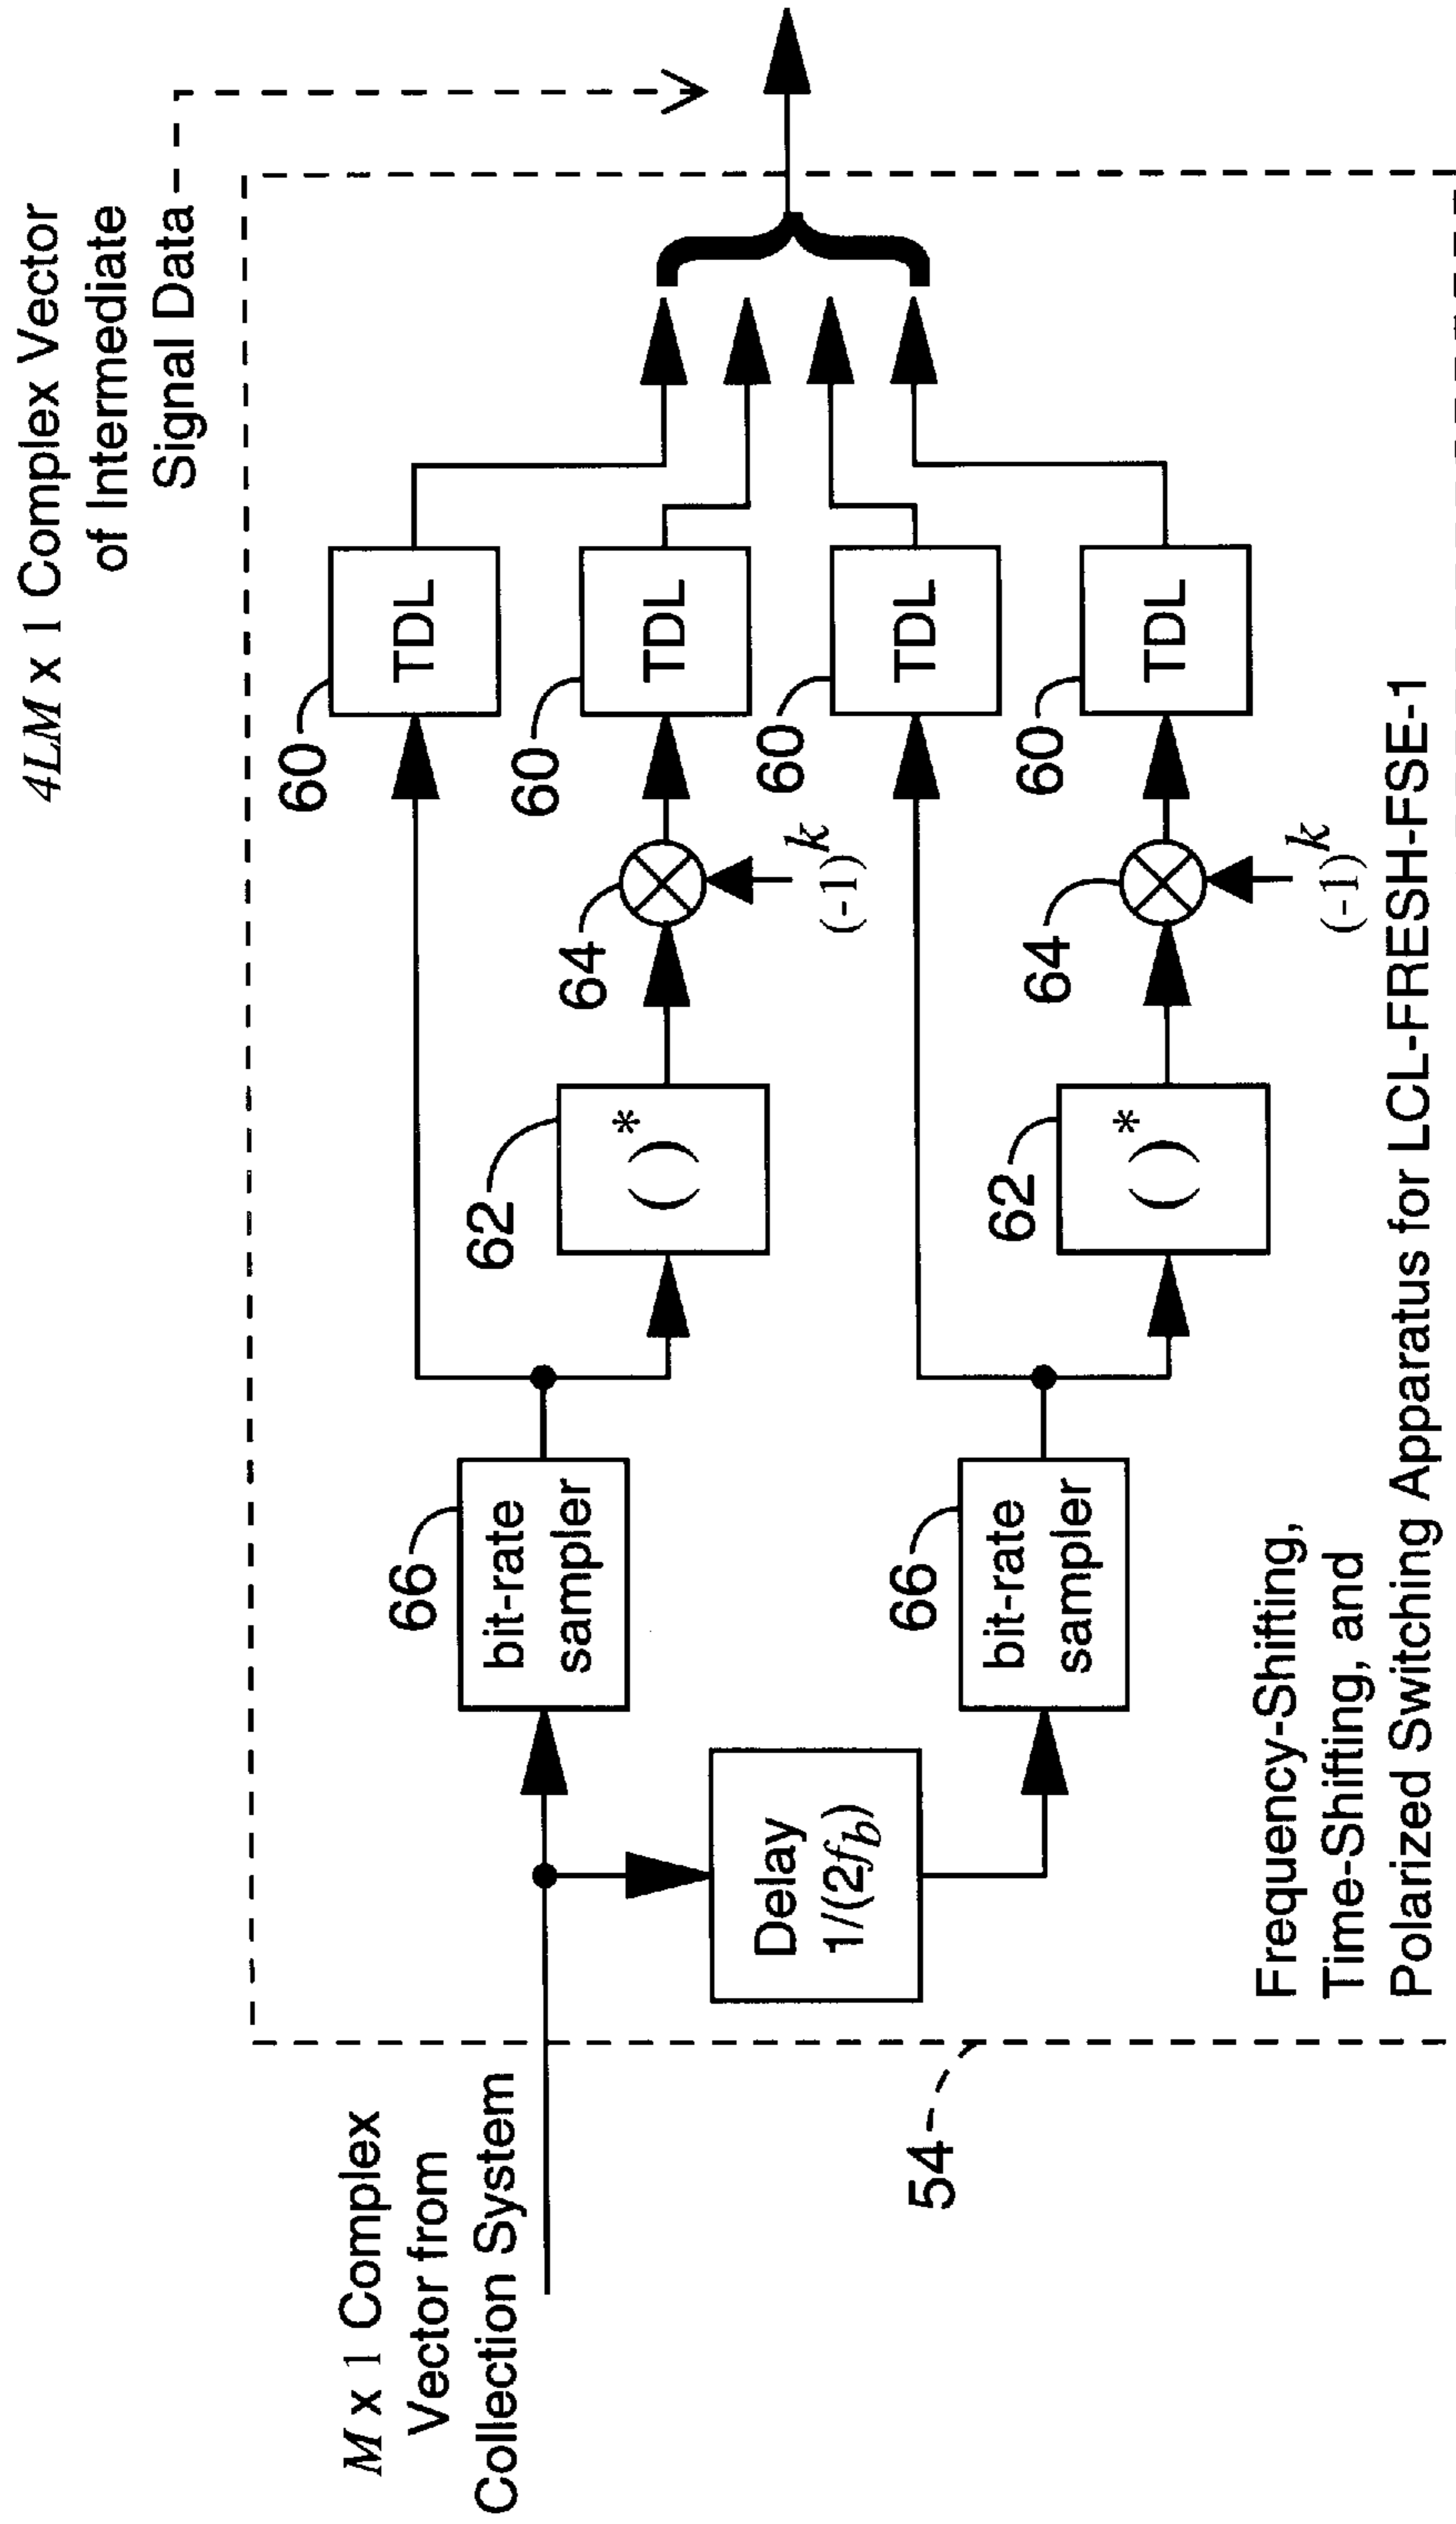 4LM x 1 Complex Vector
of Intermediate
Signal Data
M x 1 Complex
Vector from
Collection System
54
Delay
1/(2f_b)
66
bit-rate
sampler
66
bit-rate
sampler
62
( )*
62
( )*
64
(-1)^k
64
(-1)^k
60
TDL
60
TDL
60
TDL
60
TDL
Frequency-Shifting,
Time-Shifting, and
Polarized Switching Apparatus for LCL-FRESH-FSE-1